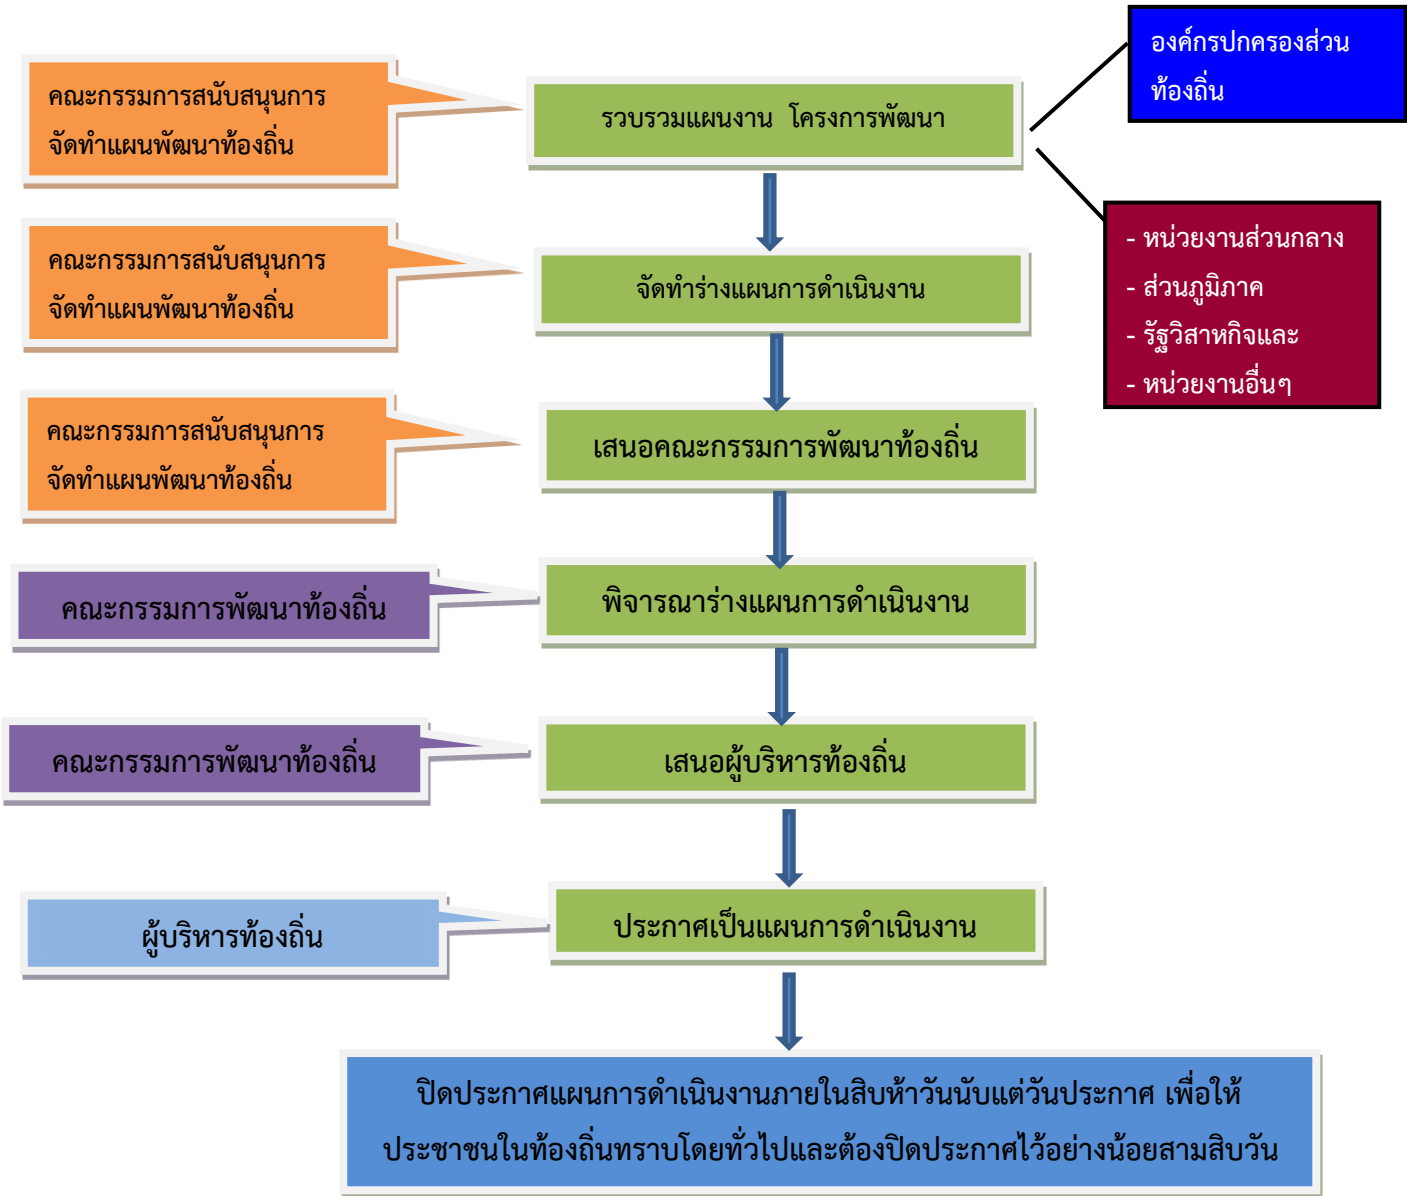 องค์กรปกครองส่วน
ท้องถิ่น
คณะกรรมการสนับสนุนการ
จัดทำแผนพัฒนาท้องถิ่น
รวบรวมแผนงาน โครงการพัฒนา
- หน่วยงานส่วนกลาง
- ส่วนภูมิภาค
- รัฐวิสาหกิจและ
- หน่วยงานอื่นๆ
คณะกรรมการสนับสนุนการ
จัดทำแผนพัฒนาท้องถิ่น
จัดทำร่างแผนการดำเนินงาน
คณะกรรมการสนับสนุนการ
จัดทำแผนพัฒนาท้องถิ่น
เสนอคณะกรรมการพัฒนาท้องถิ่น
คณะกรรมการพัฒนาท้องถิ่น
พิจารณาร่างแผนการดำเนินงาน
คณะกรรมการพัฒนาท้องถิ่น
เสนอผู้บริหารท้องถิ่น
ผู้บริหารท้องถิ่น
ประกาศเป็นแผนการดำเนินงาน
ปิดประกาศแผนการดำเนินงานภายในสิบห้าวันนับแต่วันประกาศ เพื่อให้
ประชาชนในท้องถิ่นทราบโดยทั่วไปและต้องปิดประกาศไว้อย่างน้อยสามสิบวัน